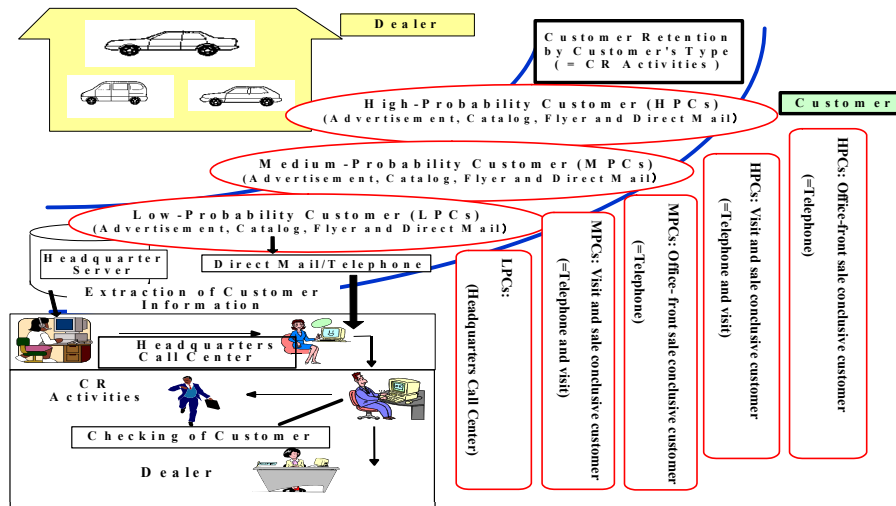 Dealer
Customer Retention
by Customer's Type
( = CR Activities )
High-Probability Customer (HPCs)
(Advertisement, Catalog, Flyer and Direct Mail)
Customer
Medium-Probability Customer (MPCs)
(Advertisement, Catalog, Flyer and Direct Mail)
Low-Probability Customer (LPCs)
(Advertisement, Catalog, Flyer and Direct Mail)
Headquarter
Server
Direct Mail/Telephone
Extraction of Customer
Information
Headquarters
Call Center
CR
Activities
Checking of Customer
Dealer
LPCs:
(Headquarters Call Center)
MPCs: Visit and sale conclusive customer
(=Telephone and visit)
MPCs: Office- front sale conclusive customer
(=Telephone)
HPCs: Visit and sale conclusive customer
(=Telephone and visit)
HPCs: Office-front sale conclusive customer
(=Telephone)